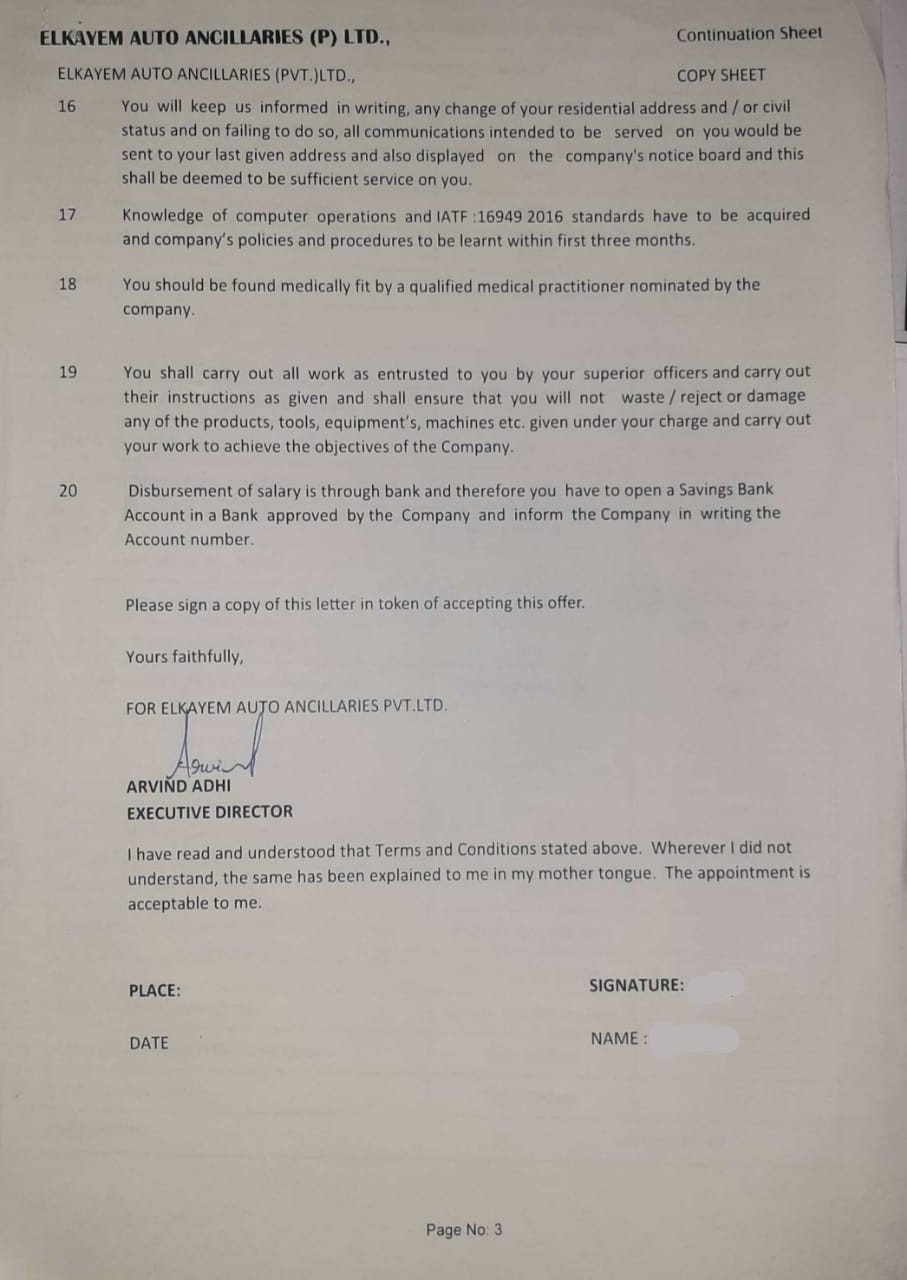 ELKAYEM AUTO ANCILLARIES (P) LTD.,
Continuation Sheet
ELKAYEM AUTO ANCILLARIES (PVT.)LTD.,
COPY SHEET
16 You will keep us informed in writing, any change of your residential address and / or civil
status and on failing to do so, all communications intended to be served on you would be
sent to your last given address and also displayed on the company's notice board and this
shall be deemed to be sufficient service on you.
17 Knowledge of computer operations and IATF :16949 2016 standards have to be acquired
and company's policies and procedures to be learnt within first three months.
18 You should be found medically fit by a qualified medical practitioner nominated by the
company.
19 You shall carry out all work as entrusted to you by your superior officers and carry out
their instructions as given and shall ensure that you will not waste / reject or damage
any of the products, tools, equipment's, machines etc. given under your charge and carry out
your work to achieve the objectives of the Company.
20 Disbursement of salary is through bank and therefore you have to open a Savings Bank
Account in a Bank approved by the Company and inform the Company in writing the
Account number.
Please sign a copy of this letter in token of accepting this offer.
Yours faithfully,
FOR ELKAYEM AUTO ANCILLARIES PVT.LTD.
Arwind
ARVIND ADHI
EXECUTIVE DIRECTOR
I have read and understood that Terms and Conditions stated above. Wherever I did not
understand, the same has been explained to me in my mother tongue. The appointment is
acceptable to me.
PLACE:
SIGNATURE:
DATE
NAME :
Page No: 3